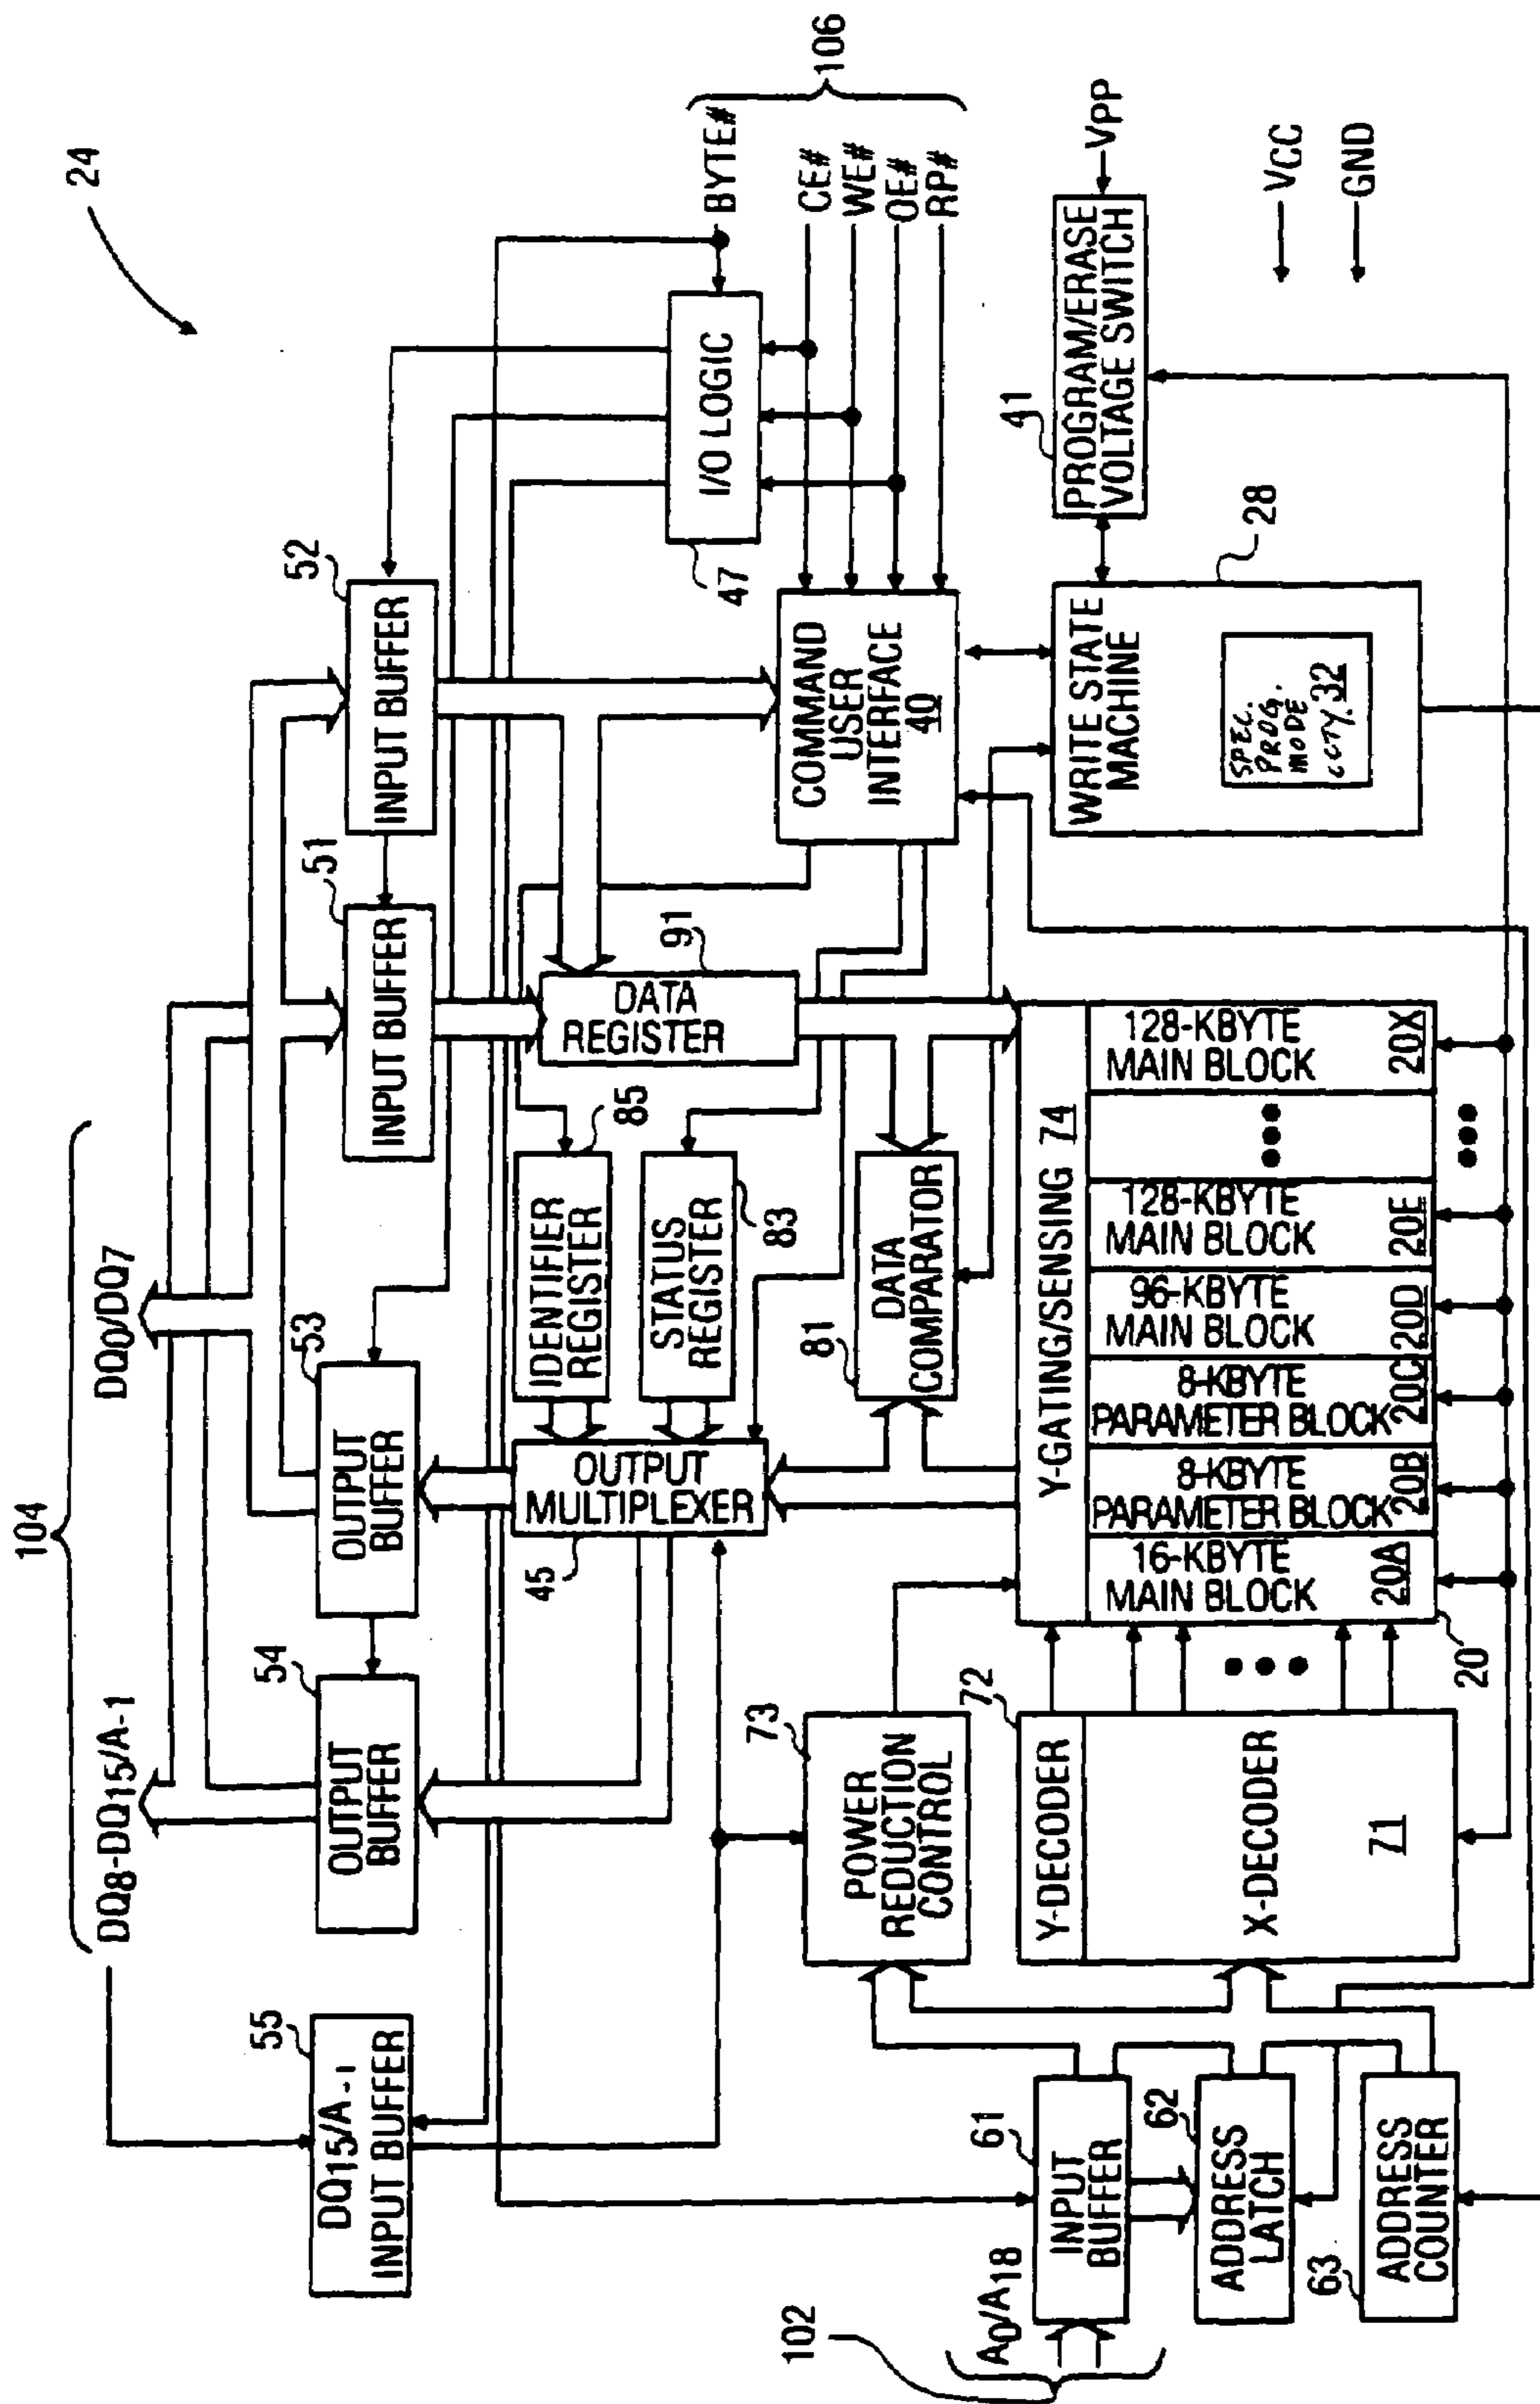 24
104
DQ8-DQ15/A-1
DQ0/DQ7
55
DQ15/A-1
INPUT BUFFER
54
OUTPUT
BUFFER
53
OUTPUT
BUFFER
51
INPUT BUFFER
52
INPUT BUFFER
BYTE#
106
CE#
WE#
OE#
RP#
I/O LOGIC
47
45
OUTPUT
MULTIPLEXER
IDENTIFIER
REGISTER
85
STATUS
REGISTER
83
DATA
REGISTER
91
COMMAND
USER
INTERFACE
40
73
POWER
REDUCTION
CONTROL
81
DATA
COMPARATOR
WRITE STATE
MACHINE
28
SPEC.
PROG.
MODE
CCTY.32
41
PROGRAM/ERASE
VOLTAGE SWITCH
VPP
VCC
GND
102
A0/A18
61
INPUT
BUFFER
62
ADDRESS
LATCH
63
ADDRESS
COUNTER
72
Y-DECODER
X-DECODER
71
Y-GATING/SENSING 74
20
16-KBYTE
MAIN BLOCK 20A
8-KBYTE
PARAMETER BLOCK 20B
8-KBYTE
PARAMETER BLOCK 20C
96-KBYTE
MAIN BLOCK 20D
128-KBYTE
MAIN BLOCK 20E
128-KBYTE
MAIN BLOCK 20X